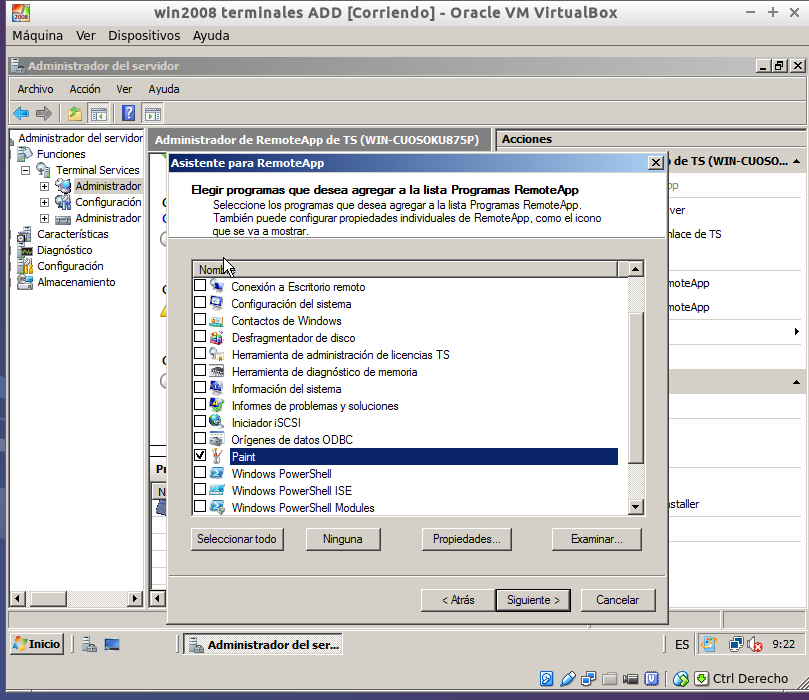 win2008 terminales ADD [Corriendo] - Oracle VM VirtualBox
Máquina Ver Dispositivos Ayuda
Administrador del servidor
Archivo Acción Ver Ayuda
Administrador del servidor
Funciones
Terminal Services
Administrador
Configuración
Administrador
Características
Diagnóstico
Configuración
Almacenamiento
Administrador de RemoteApp de TS (WIN-CUOSOKU875P)
Acciones
de TS (WIN-CUOSO...
Asistente para RemoteApp
Elegir programas que desea agregar a la lista Programas RemoteApp
Seleccione los programas que desea agregar a la lista Programas RemoteApp.
También puede configurar propiedades individuales de RemoteApp, como el icono
que se va a mostrar.
Nombre
Conexión a Escritorio remoto
Configuración del sistema
Contactos de Windows
Desfragmentador de disco
Herramienta de administración de licencias TS
Herramienta de diagnóstico de memoria
Información del sistema
Informes de problemas y soluciones
Iniciador iSCSI
Orígenes de datos ODBC
Paint
Windows PowerShell
Windows PowerShell ISE
Windows PowerShell Modules
Seleccionar todo Ninguna Propiedades... Examinar...
< Atrás Siguiente > Cancelar
pp
ver
nlace de TS
moteApp
moteApp
nstaller
Pr
N
Inicio
Administrador del ser...
ES
9:22
Ctrl Derecho